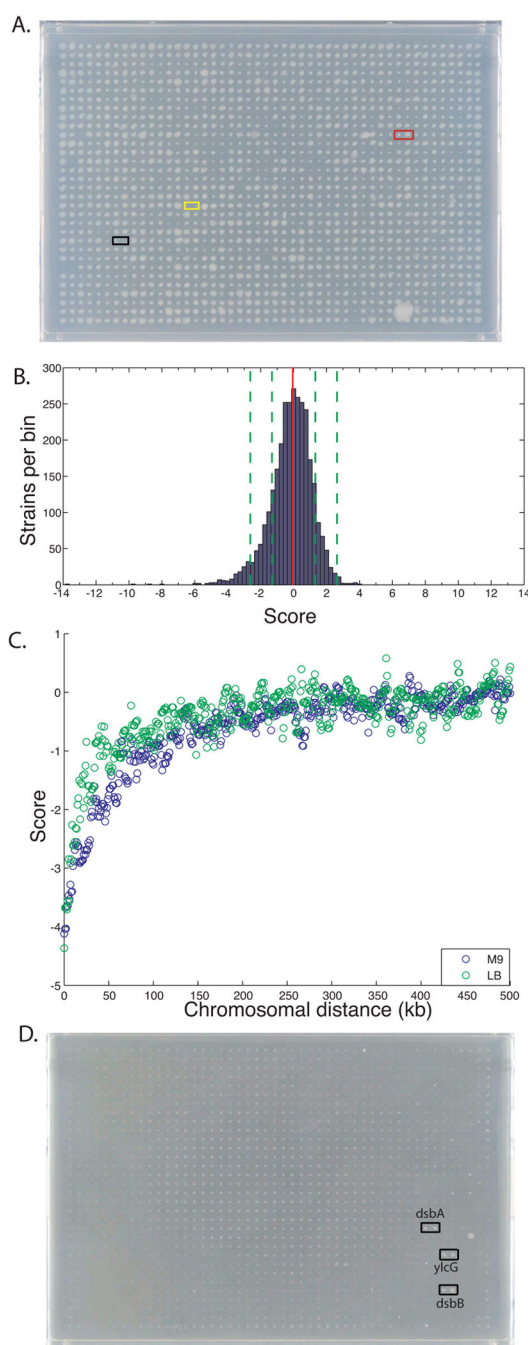 A.
B.
300
250
200
150
100
50
0
Strains per bin
-14 -12 -10 -8 -6 -4 -2 0 2 4 6 8 10 12 14
Score
C.
1
0
-1
-2
-3
-4
-5
Score
0 50 100 150 200 250 300 350 400 450 500
Chromosomal distance (kb)
M9
LB
D.
dsbA
ylcG
dsbB